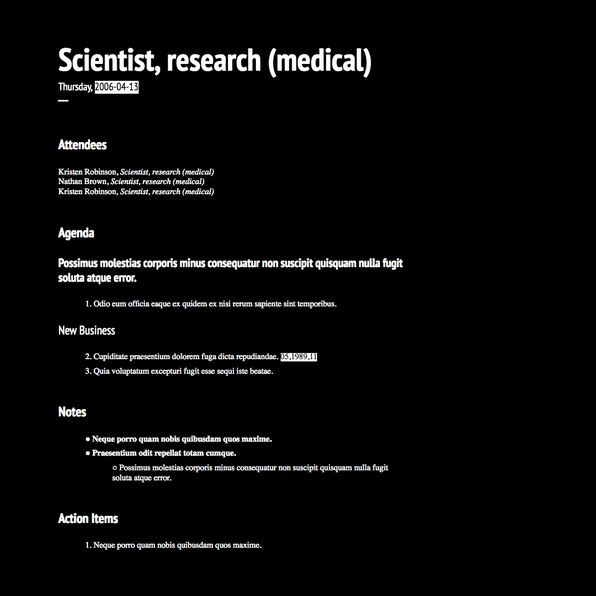 Scientist, research (medical)
Thursday, 2006-04-13
Attendees
Kristen Robinson, Scientist, research (medical)
Nathan Brown, Scientist, research (medical)
Kristen Robinson, Scientist, research (medical)
Agenda
Possimus molestias corporis minus consequatur non suscipit quisquam nulla fugit
soluta atque error.
1. Odio eum officia eaque ex quidem ex nisi rerum sapiente sint temporibus.
New Business
2. Cupiditate praesentium dolorem fuga dicta repudiandae. 05,1989,11
3. Quia voluptatum excepturi fugit esse sequi iste beatae.
Notes
● Neque porro quam nobis quibusdam quos maxime.
● Praesentium odit repellat totam cumque.
○ Possimus molestias corporis minus consequatur non suscipit quisquam nulla fugit
soluta atque error.
Action Items
1. Neque porro quam nobis quibusdam quos maxime.